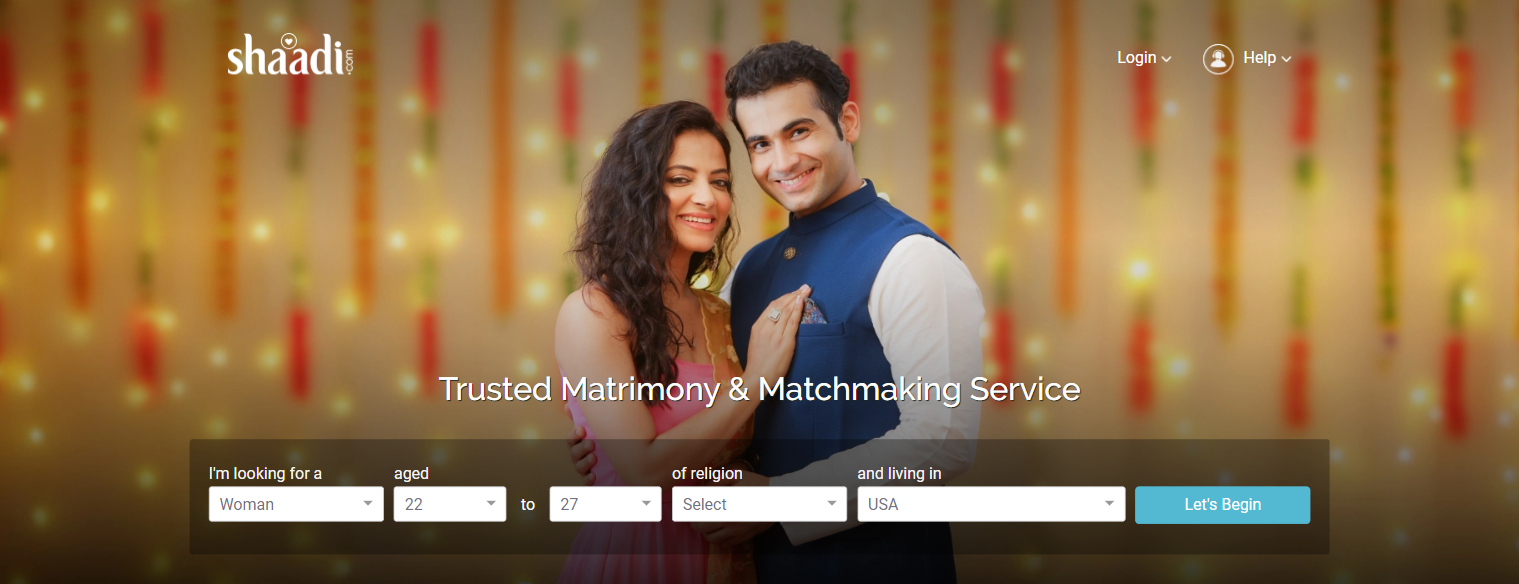 shaadi.com
Login
Help
Trusted Matrimony & Matchmaking Service
I'm looking for a
aged
of religion
and living in
Woman
22
to
27
Select
USA
Let's Begin